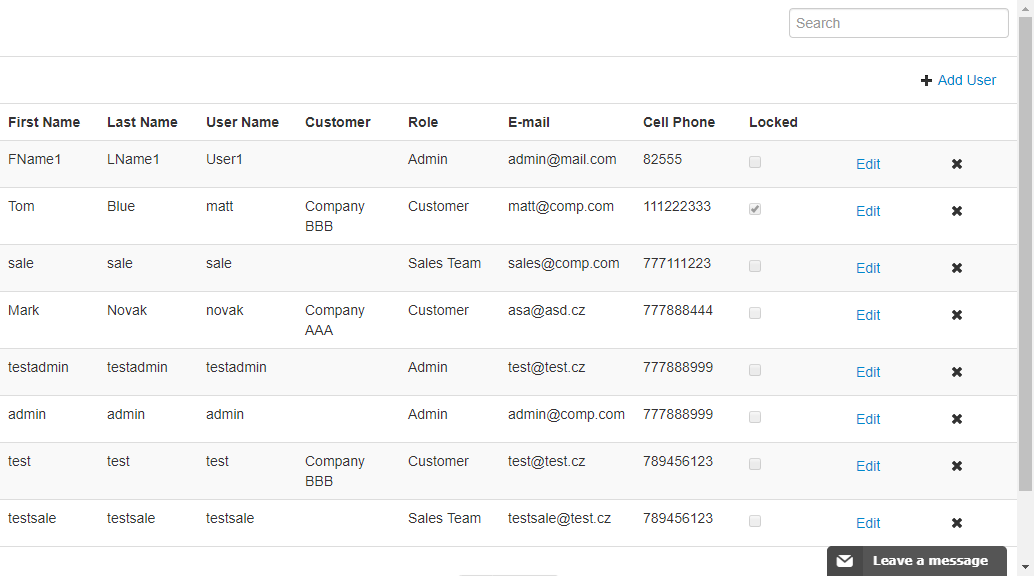 Search
Add User
First Name Last Name User Name Customer Role E-mail Cell Phone Locked
FName1 LName1 User1 Admin admin@mail.com 82555 Edit
Tom Blue matt Company BBB Customer matt@comp.com 111222333 Edit
sale sale sale Sales Team sales@comp.com 777111223 Edit
Mark Novak novak Company AAA Customer asa@asd.cz 777888444 Edit
testadmin testadmin testadmin Admin test@test.cz 777888999 Edit
admin admin admin Admin admin@comp.com 777888999 Edit
test test test Company BBB Customer test@test.cz 789456123 Edit
testsale testsale testsale Sales Team testsale@test.cz 789456123 Edit
Leave a message